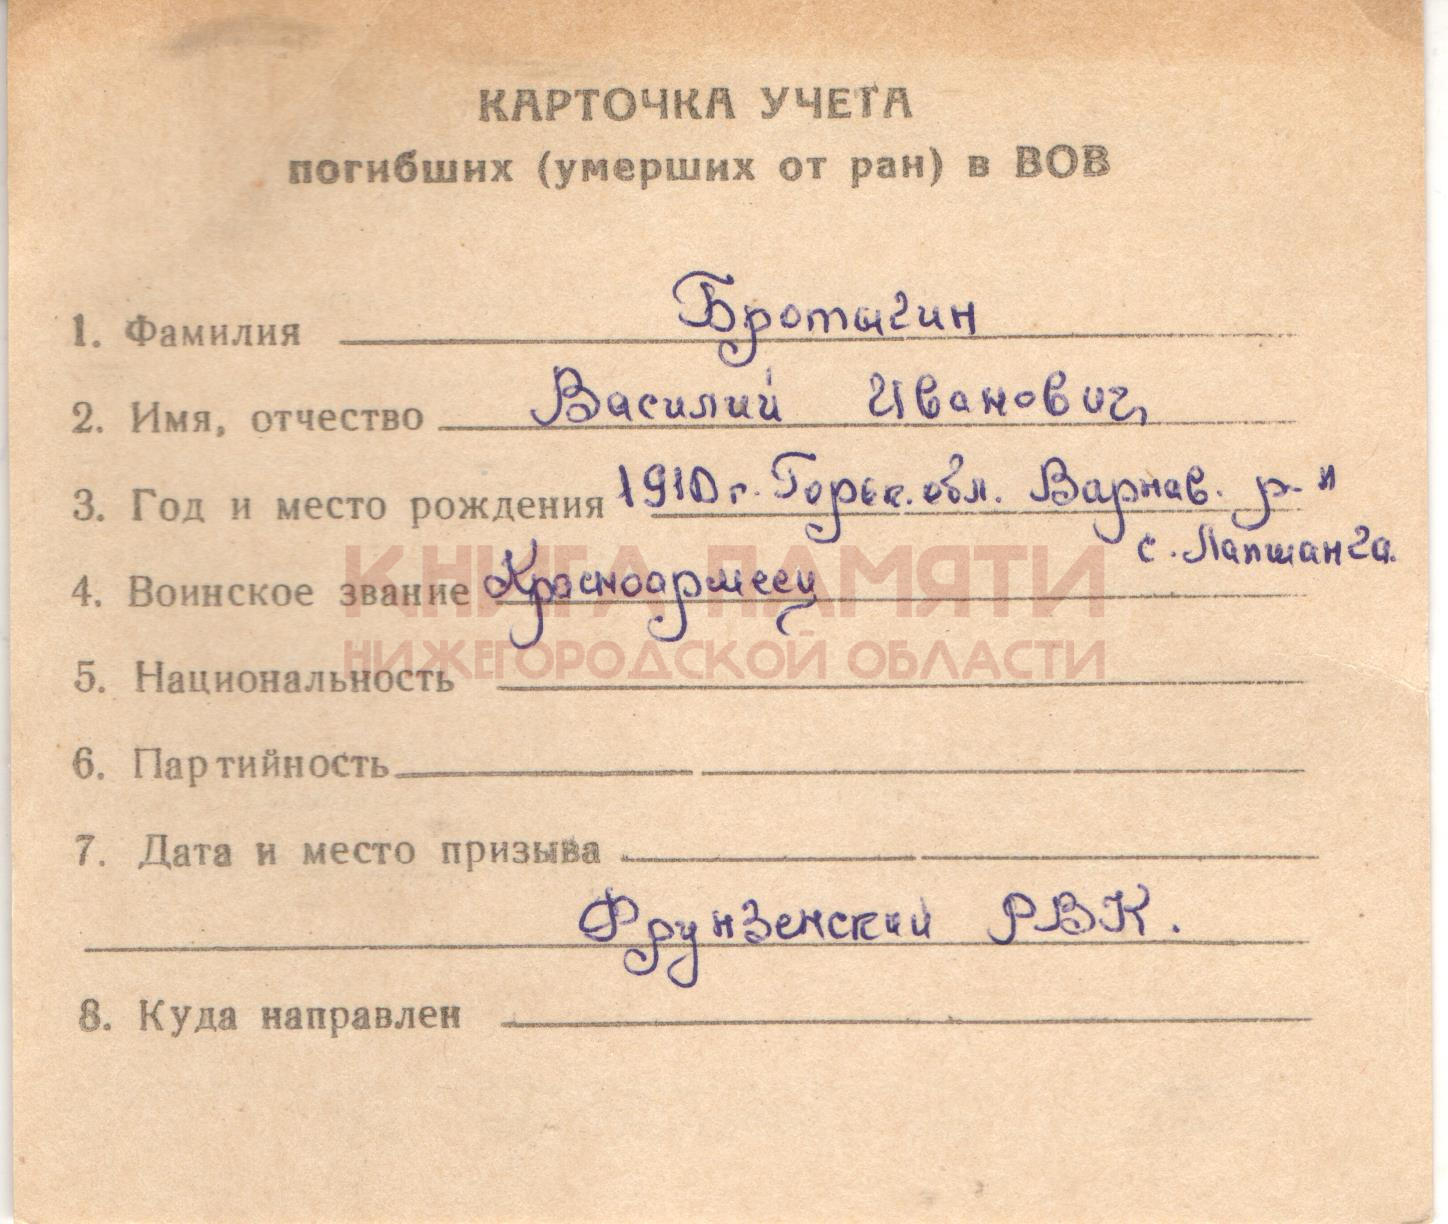 КАРТОЧКА УЧЕТА
погибших (умерших от ран) в ВОВ
1. Фамилия Бротыгин
2. Имя, отчество Василий Иванович,
3. Год и место рождения 1910 г. Горьк. обл. Варнав. р-н
с. Лапшанга.
4. Воинское звание Красноармеец
КНИГА ПАМЯТИ
НИЖЕГОРОДСКОЙ ОБЛАСТИ
5. Национальность
6. Партийность
7. Дата и место призыва
Фрунзенский РВК.
8. Куда направлен